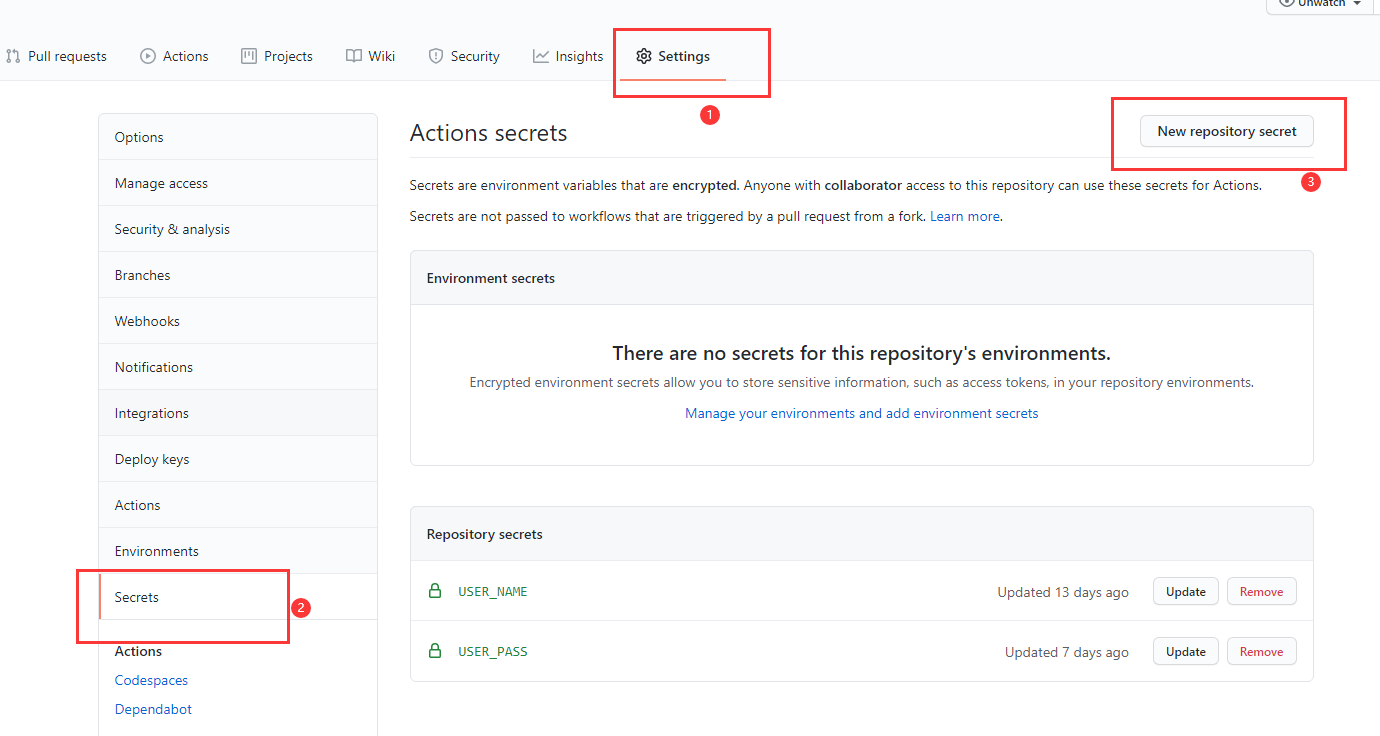 Unwatch
Pull requests
Actions
Projects
Wiki
Security
Insights
Settings
1
Options
Manage access
Security & analysis
Branches
Webhooks
Notifications
Integrations
Deploy keys
Actions
Environments
Secrets
2
Actions
Codespaces
Dependabot
Actions secrets
New repository secret
3
Secrets are environment variables that are encrypted. Anyone with collaborator access to this repository can use these secrets for Actions.
Secrets are not passed to workflows that are triggered by a pull request from a fork. Learn more.
Environment secrets
There are no secrets for this repository's environments.
Encrypted environment secrets allow you to store sensitive information, such as access tokens, in your repository environments.
Manage your environments and add environment secrets
Repository secrets
USER_NAME Updated 13 days ago Update Remove
USER_PASS Updated 7 days ago Update Remove